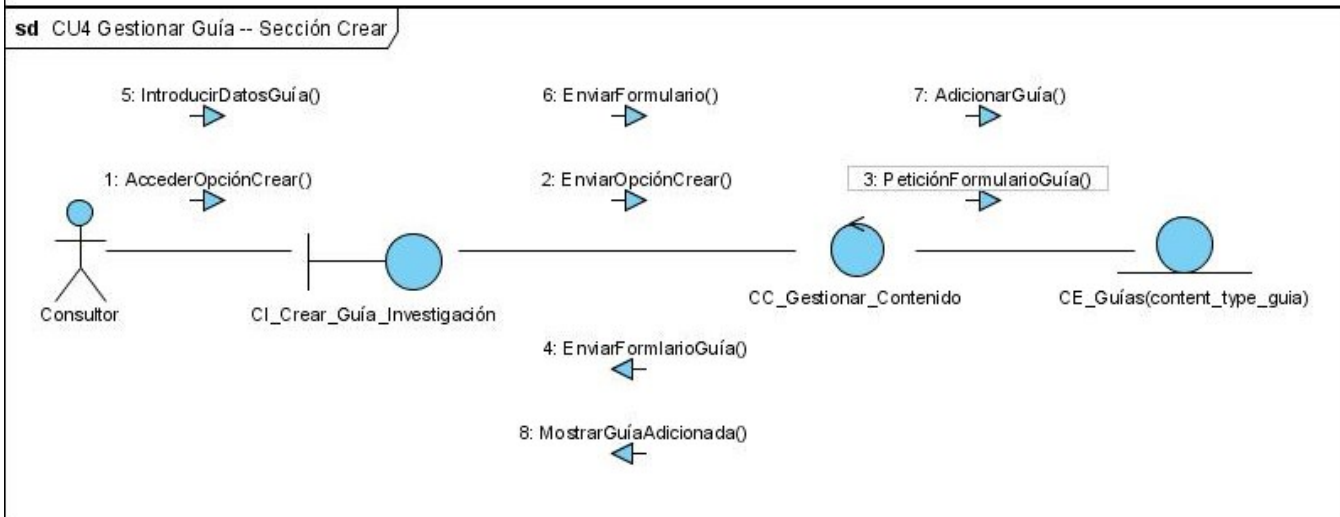 sd CU4 Gestionar Guía -- Sección Crear
5: IntroducirDatosGuía()
6: EnviarFormulario()
7: AdicionarGuía()
1: AccederOpciónCrear()
2: EnviarOpciónCrear()
3: PeticiónFormularioGuía()
Consultor
CI_Crear_Guía_Investigación
CC_Gestionar_Contenido
CE_Guías(content_type_guia)
4: EnviarFormlarioGuía()
8: MostrarGuíaAdicionada()